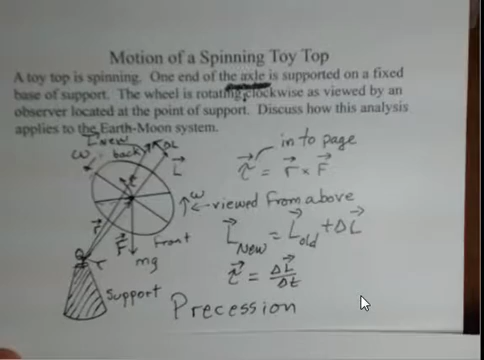 Motion of a Spinning Toy Top
A toy top is spinning. One end of the axle is supported on a fixed
base of support. The wheel is rotating clockwise as viewed by an
observer located at the point of support. Discuss how this analysis
applies to the Earth-Moon system.
L New
back
ΔL
ω
L
in to page
τ = r × F
ω
viewed from above
L New = L old + ΔL
r
F
Front
mg
τ = ΔL/Δt
Support
Precession